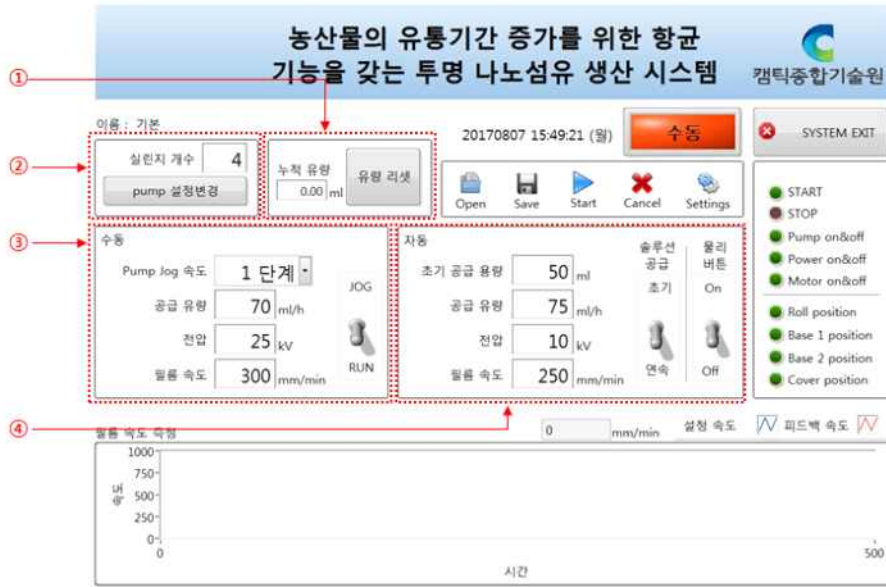 농산물의 유통기간 증가를 위한 항균
기능을 갖는 투명 나노섬유 생산 시스템
캠틱종합기술원
①
이름 : 기본
20170807 15:49:21 (월)
수동
SYSTEM EXIT
②
실린지 개수 4
pump 설정변경
누적 유량
0.00 ml
유량 리셋
Open Save Start Cancel Settings
START
STOP
Pump on&off
Power on&off
Motor on&off
Roll position
Base 1 position
Base 2 position
Cover position
③
수동
Pump Jog 속도 1 단계
공급 유량 70 ml/h
전압 25 kV
필름 속도 300 mm/min
JOG
RUN
자동
초기 공급 용량 50 ml
공급 유량 75 ml/h
전압 10 kV
필름 속도 250 mm/min
솔루션
공급
초기
연속
물리
버튼
On
Off
④
필름 속도 측정
0 mm/min
설정 속도
피드백 속도
속도
1000
750
500
250
0
0
500
시간